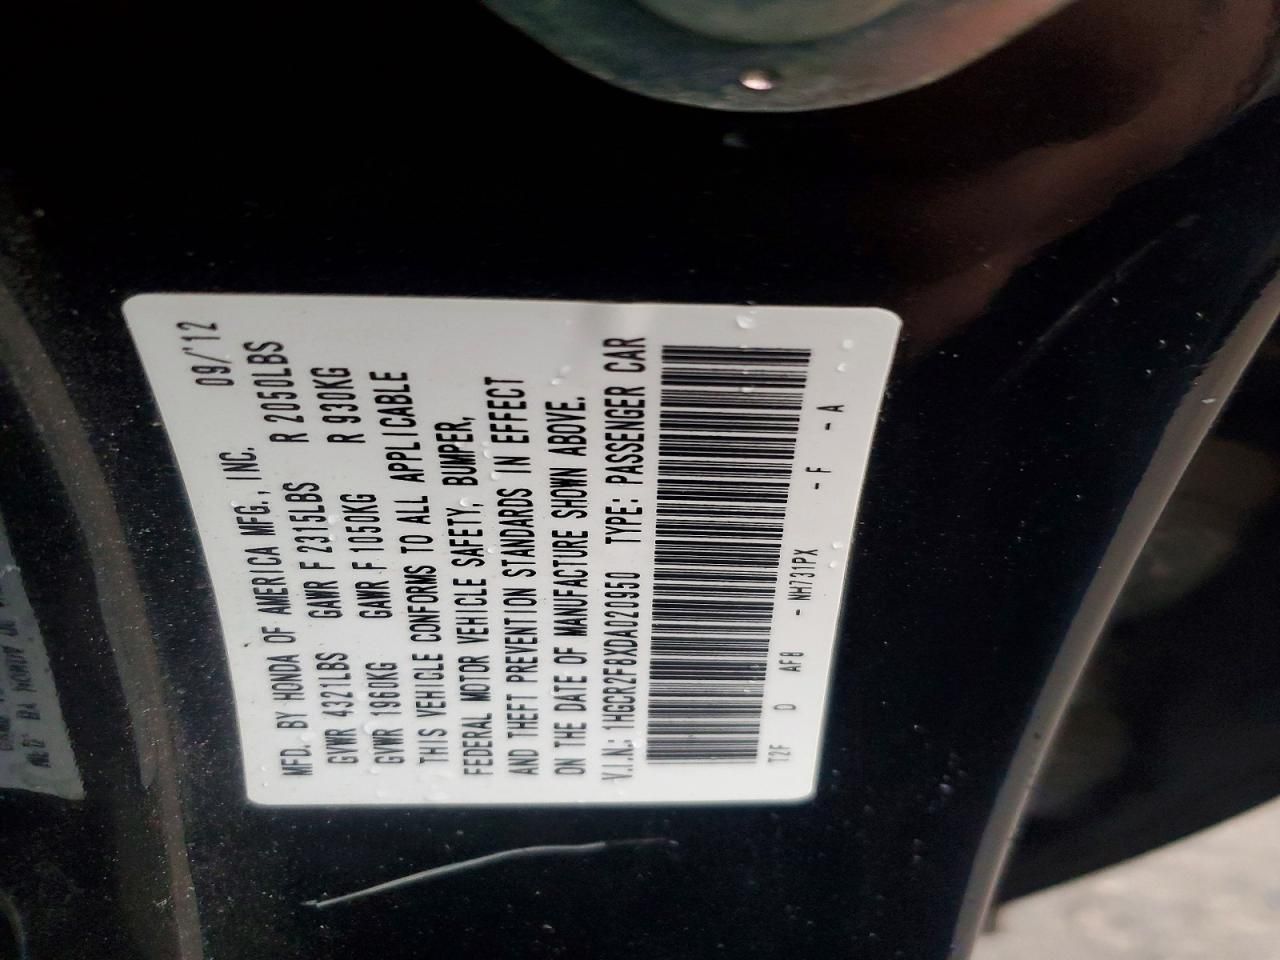 MFD. BY HONDA OF AMERICA MFG., INC. 09/'12
GVWR 4321LBS GAWR F 2315LBS R 2050LBS
GVWR 1960KG GAWR F 1050KG R 930KG
THIS VEHICLE CONFORMS TO ALL APPLICABLE
FEDERAL MOTOR VEHICLE SAFETY, BUMPER,
AND THEFT PREVENTION STANDARDS IN EFFECT
ON THE DATE OF MANUFACTURE SHOWN ABOVE.
V.I.N.: 1HGCR2F8XDA020950 TYPE: PASSENGER CAR
T2F D AF8 - NH731PX - F - A